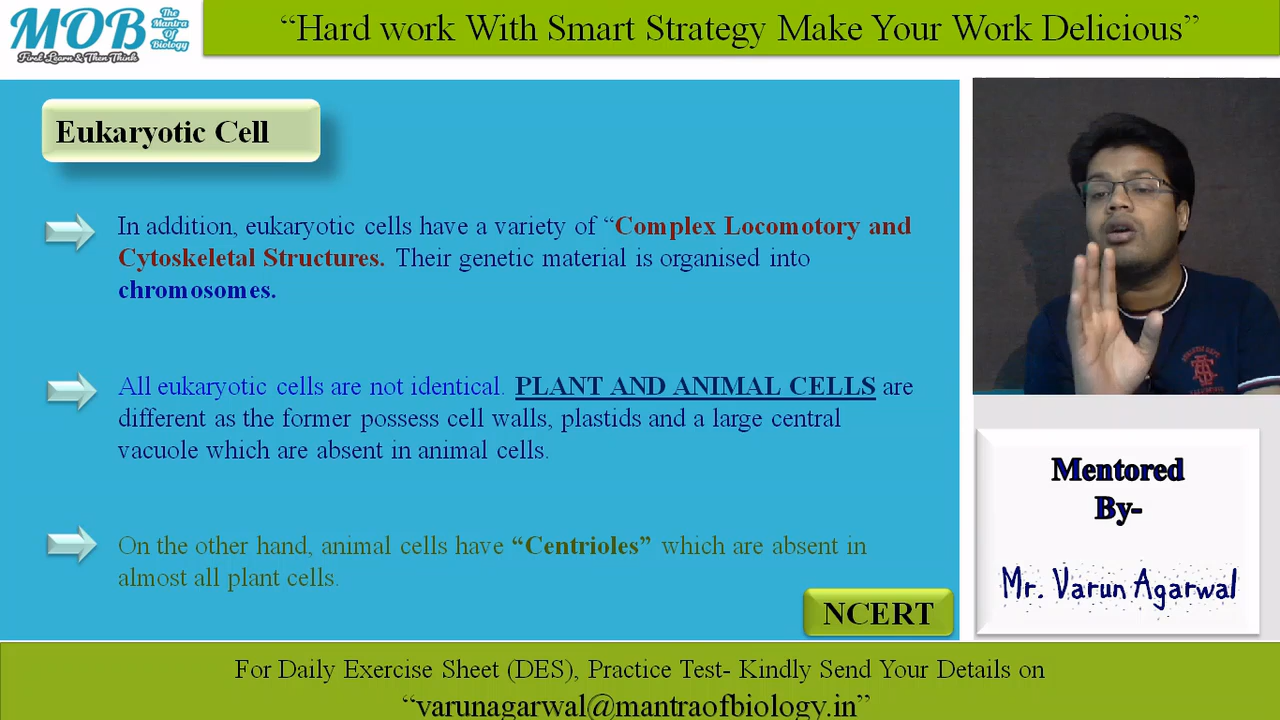 MOB The Mantra Of Biology
First Learn & Then Think
“Hard work With Smart Strategy Make Your Work Delicious”
Eukaryotic Cell
In addition, eukaryotic cells have a variety of “Complex Locomotory and
Cytoskeletal Structures. Their genetic material is organised into
chromosomes.
All eukaryotic cells are not identical. PLANT AND ANIMAL CELLS are
different as the former possess cell walls, plastids and a large central
vacuole which are absent in animal cells.
On the other hand, animal cells have “Centrioles” which are absent in
almost all plant cells.
NCERT
Mentored
By-
Mr. Varun Agarwal
For Daily Exercise Sheet (DES), Practice Test- Kindly Send Your Details on
“varunagarwal@mantraofbiology.in”